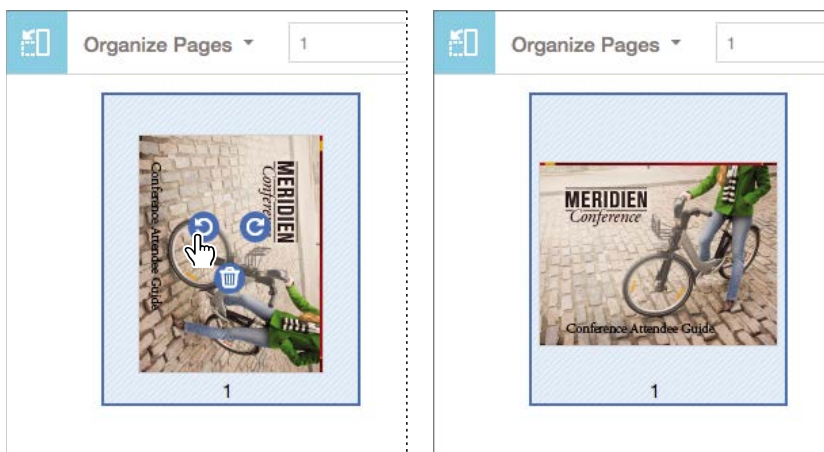 Organize Pages
1
MERIDIEN
Conference
Conference Attendee Guide
1
Organize Pages
1
MERIDIEN
Conference
Conference Attendee Guide
1